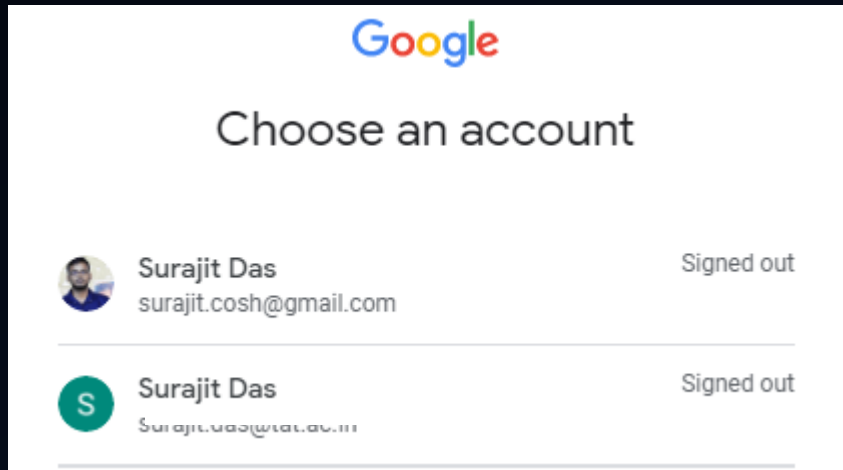 Google
Choose an account
Surajit Das
Signed out
surajit.cosh@gmail.com
S
Surajit Das
Signed out